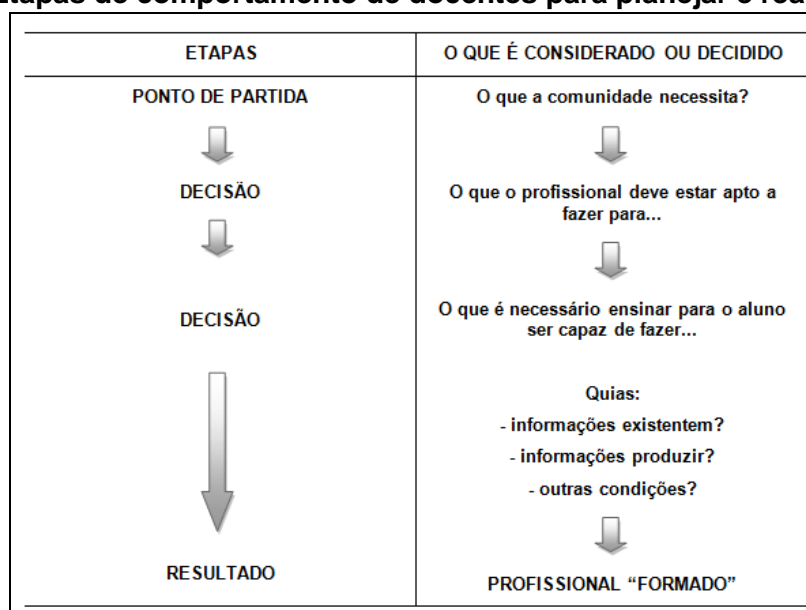 Etapas do comportamento de docentes para planejar e
ETAPAS
O QUE É CONSIDERADO OU DECIDIDO
PONTO DE PARTIDA
O que a comunidade necessita?
DECISÃO
O que o profissional deve estar apto a
fazer para...
DECISÃO
O que é necessário ensinar para o aluno
ser capaz de fazer...
Quias:
- informações existentem?
- informações produzir?
- outras condições?
RESULTADO
PROFISSIONAL “FORMADO”